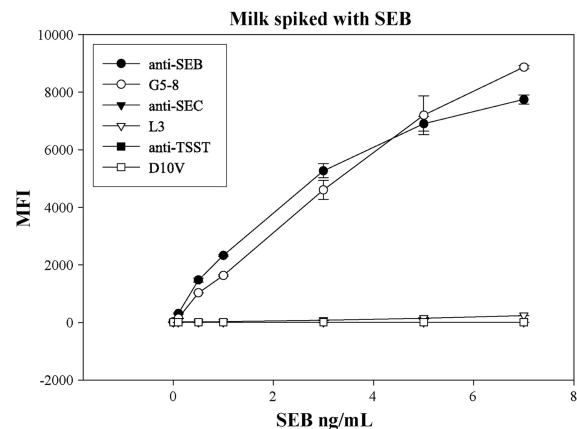 Milk spiked with SEB
10000
8000
6000
4000
2000
0
-2000
MFI
anti-SEB
G5-8
anti-SEC
L3
anti-TSST
D10V
0 2 4 6 8
SEB ng/mL